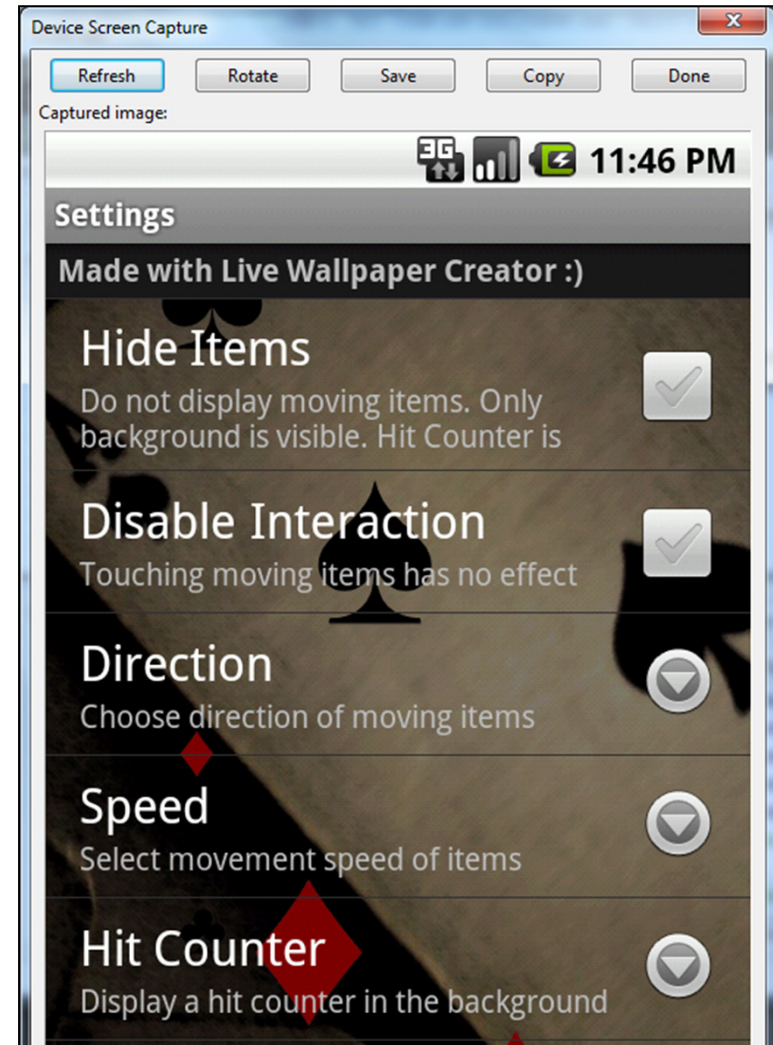 Device Screen Capture
Refresh Rotate Save Copy Done
Captured image:
3G 11:46 PM
Settings
Made with Live Wallpaper Creator :)
Hide Items
Do not display moving items. Only
background is visible. Hit Counter is
Disable Interaction
Touching moving items has no effect
Direction
Choose direction of moving items
Speed
Select movement speed of items
Hit Counter
Display a hit counter in the background